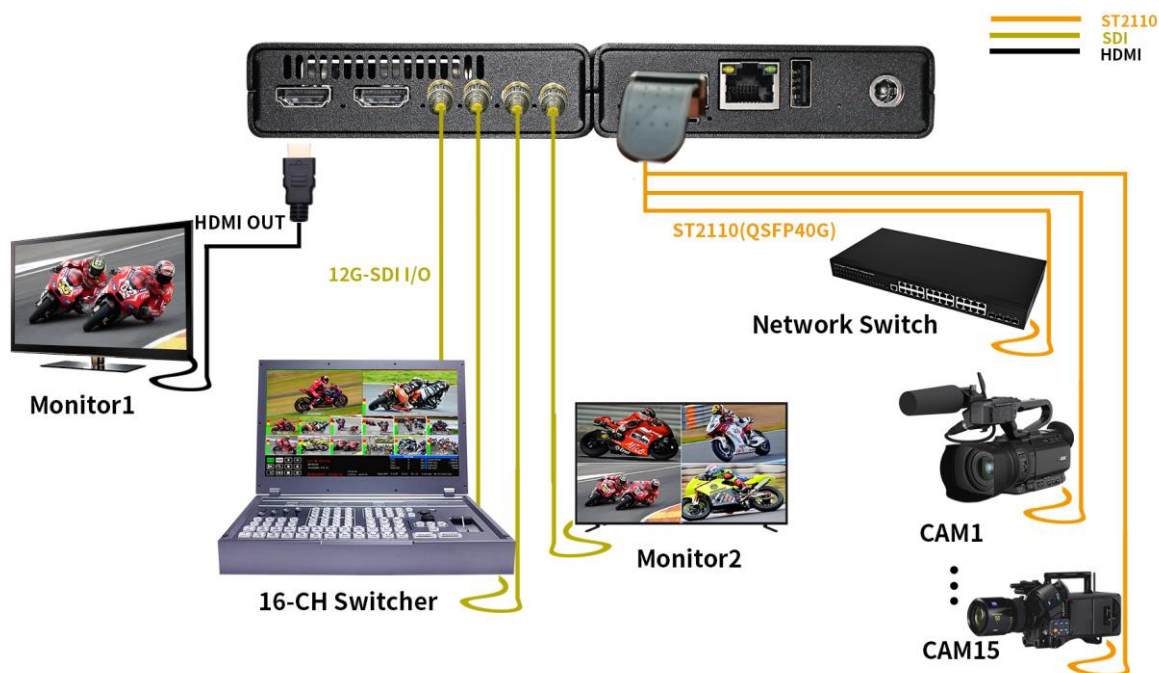 ST2110
SDI
HDMI
HDMI OUT
12G-SDI I/O
ST2110(QSFP40G)
Network Switch
Monitor1
16-CH Switcher
Monitor2
CAM1
CAM15